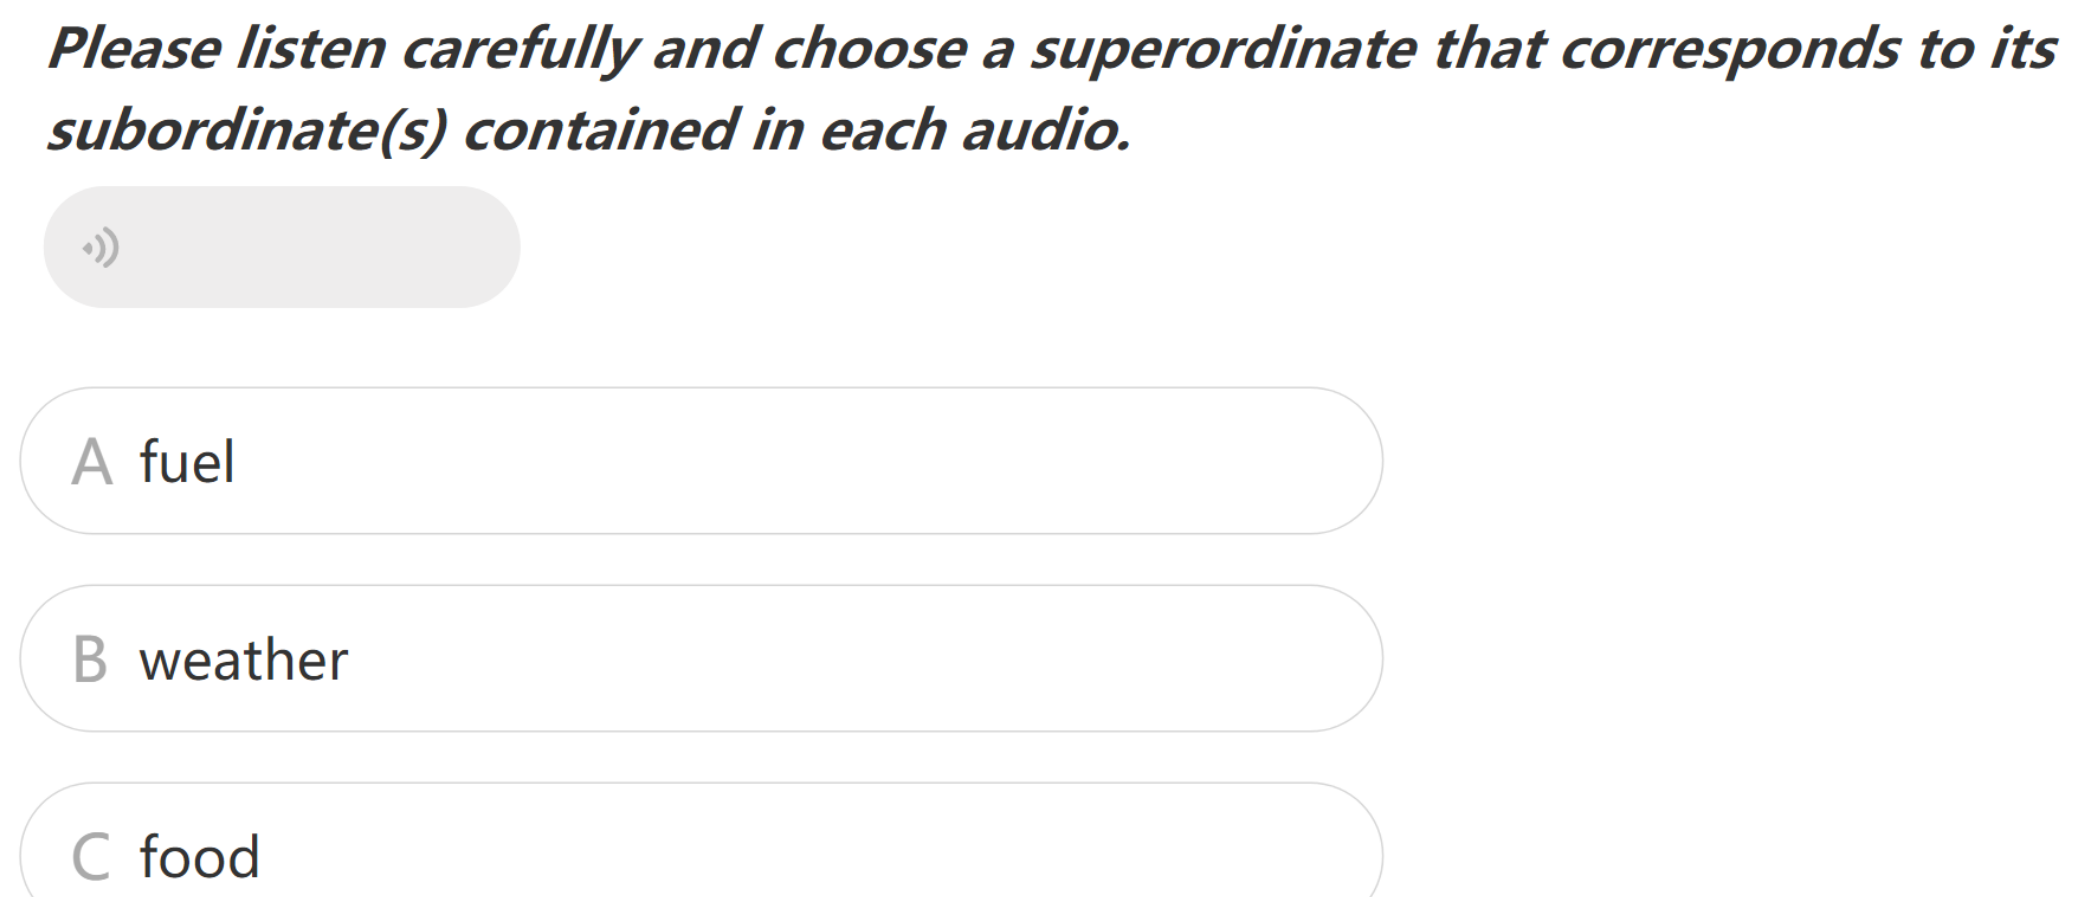 Please listen carefully and choose a superordinate that corresponds to its
subordinate(s) contained in each audio.
A fuel
B weather
C food